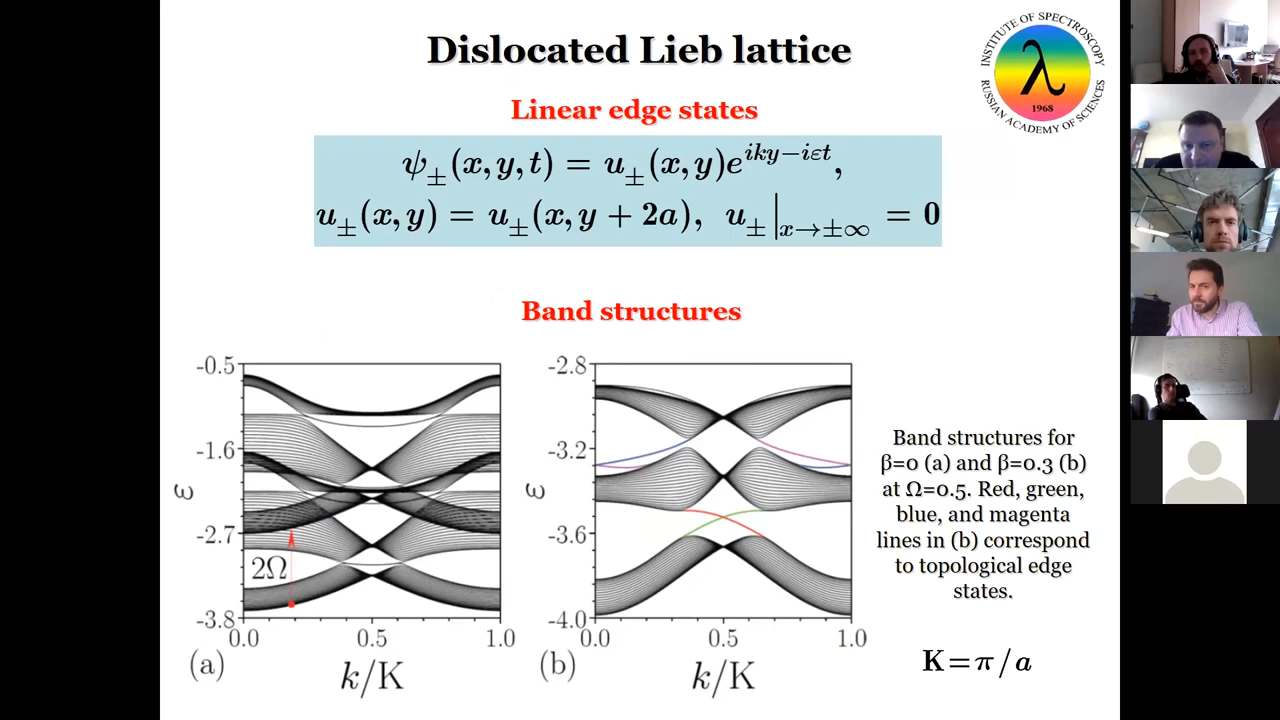 Dislocated Lieb lattice
INSTITUTE OF SPECTROSCOPY
RUSSIAN ACADEMY OF SCIENCES
λ
1968
Linear edge states
ψ±(x, y, t) = u±(x, y)e^{iky−iεt},
u±(x, y) = u±(x, y + 2a), u±|x→±∞ = 0
Band structures
-0.5
-1.6
-2.7
-3.8
ε
2Ω
0.0 0.5 1.0
(a) k/K
-2.8
-3.2
-3.6
-4.0
ε
0.0 0.5 1.0
(b) k/K
Band structures for
β=0 (a) and β=0.3 (b)
at Ω=0.5. Red, green,
blue, and magenta
lines in (b) correspond
to topological edge
states.
K=π/a